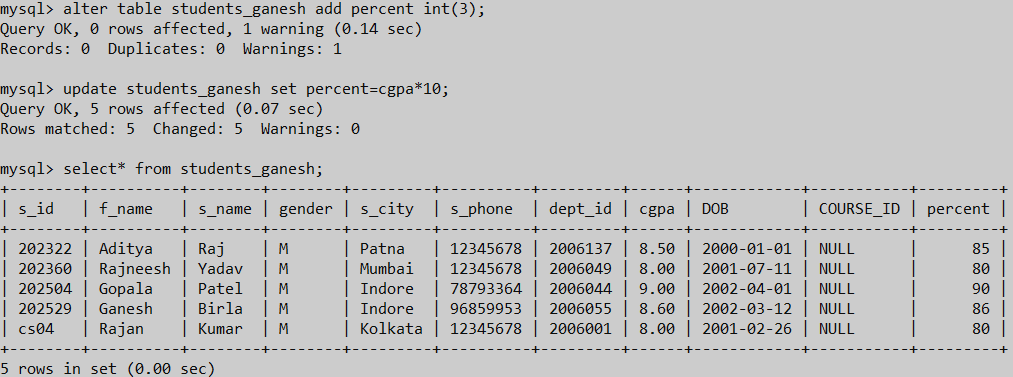 mysql> alter table students_ganesh add percent int(3);
Query OK, 0 rows affected, 1 warning (0.14 sec)
Records: 0  Duplicates: 0  Warnings: 1
mysql> update students_ganesh set percent=cgpa*10;
Query OK, 5 rows affected (0.07 sec)
Rows matched: 5  Changed: 5  Warnings: 0
mysql> select* from students_ganesh;
+--------+----------+--------+--------+---------+----------+---------+------+------------+-----------+---------+
| s_id   | f_name   | s_name | gender | s_city  | s_phone  | dept_id | cgpa | DOB        | COURSE_ID | percent |
+--------+----------+--------+--------+---------+----------+---------+------+------------+-----------+---------+
| 202322 | Aditya   | Raj    | M      | Patna   | 12345678 | 2006137 | 8.50 | 2000-01-01 | NULL      |      85 |
| 202360 | Rajneesh | Yadav  | M      | Mumbai  | 12345678 | 2006049 | 8.00 | 2001-07-11 | NULL      |      80 |
| 202504 | Gopala   | Patel  | M      | Indore  | 78793364 | 2006044 | 9.00 | 2002-04-01 | NULL      |      90 |
| 202529 | Ganesh   | Birla  | M      | Indore  | 96859953 | 2006055 | 8.60 | 2002-03-12 | NULL      |      86 |
| cs04   | Rajan    | Kumar  | M      | Kolkata | 12345678 | 2006001 | 8.00 | 2001-02-26 | NULL      |      80 |
+--------+----------+--------+--------+---------+----------+---------+------+------------+-----------+---------+
5 rows in set (0.00 sec)